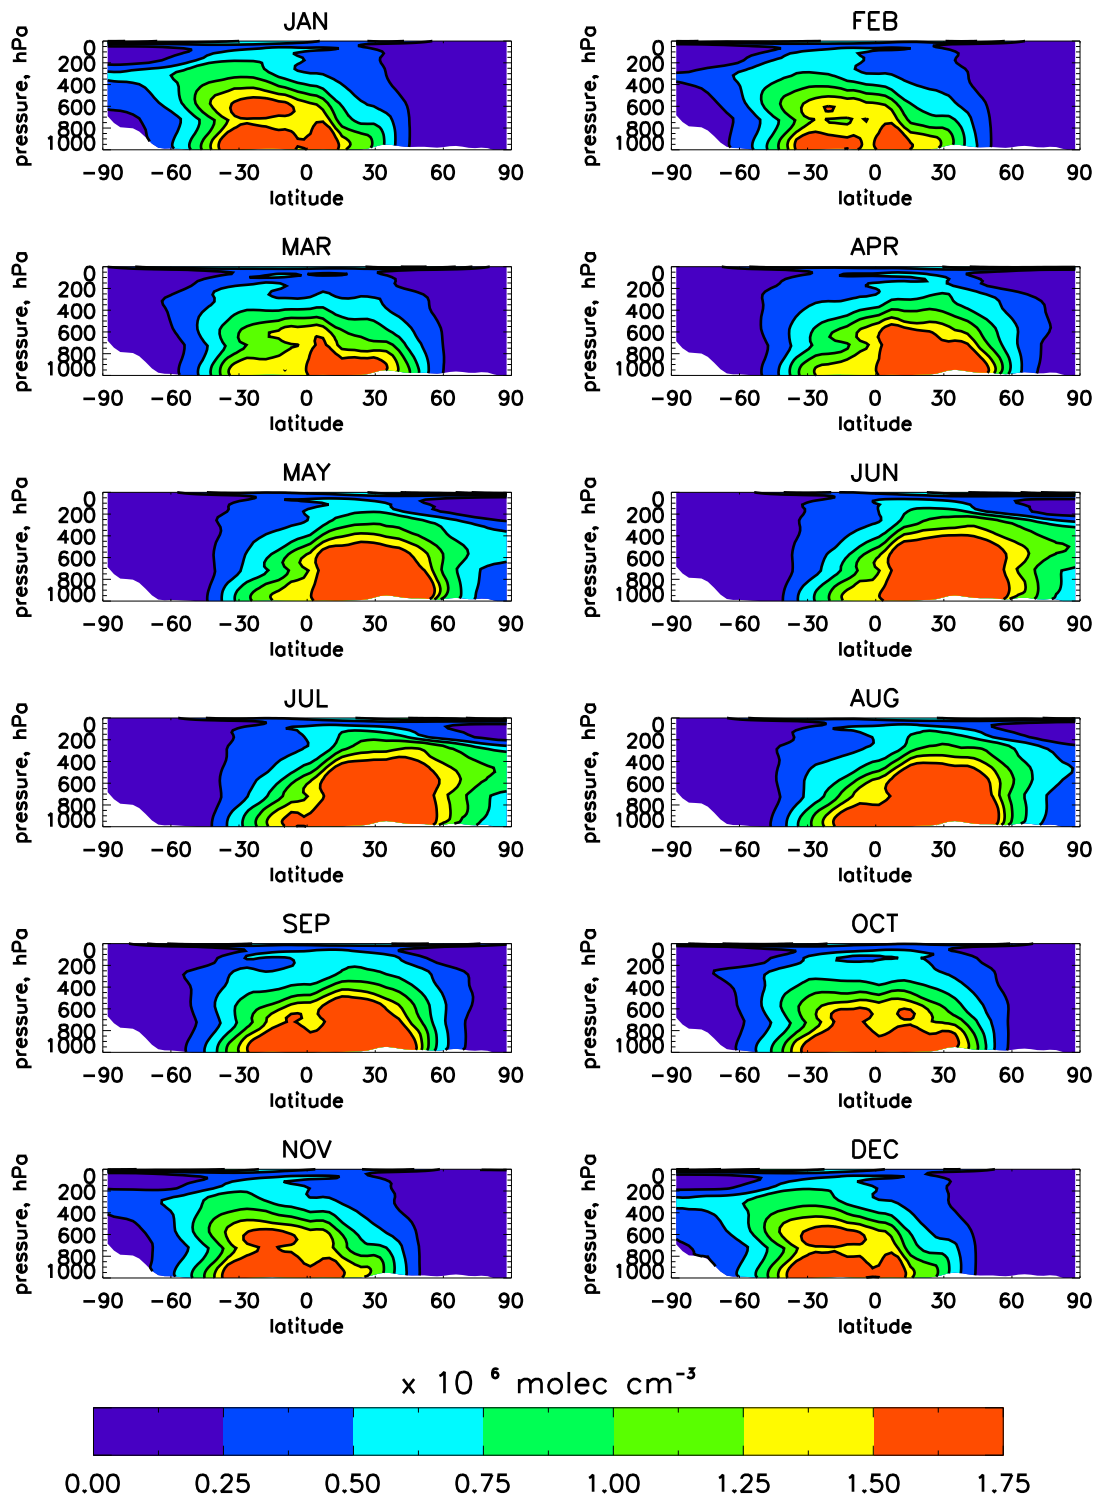 JAN FEB
pressure, hPa 0 200 400 600 800 1000 pressure, hPa 0 200 400 600 800 1000
−90 −60 −30 0 30 60 90 −90 −60 −30 0 30 60 90
latitude latitude
MAR APR
pressure, hPa 0 200 400 600 800 1000 pressure, hPa 0 200 400 600 800 1000
−90 −60 −30 0 30 60 90 −90 −60 −30 0 30 60 90
latitude latitude
MAY JUN
pressure, hPa 0 200 400 600 800 1000 pressure, hPa 0 200 400 600 800 1000
−90 −60 −30 0 30 60 90 −90 −60 −30 0 30 60 90
latitude latitude
JUL AUG
pressure, hPa 0 200 400 600 800 1000 pressure, hPa 0 200 400 600 800 1000
−90 −60 −30 0 30 60 90 −90 −60 −30 0 30 60 90
latitude latitude
SEP OCT
pressure, hPa 0 200 400 600 800 1000 pressure, hPa 0 200 400 600 800 1000
−90 −60 −30 0 30 60 90 −90 −60 −30 0 30 60 90
latitude latitude
NOV DEC
pressure, hPa 0 200 400 600 800 1000 pressure, hPa 0 200 400 600 800 1000
−90 −60 −30 0 30 60 90 −90 −60 −30 0 30 60 90
latitude latitude
x 10 ⁶ molec cm⁻³
0.00 0.25 0.50 0.75 1.00 1.25 1.50 1.75